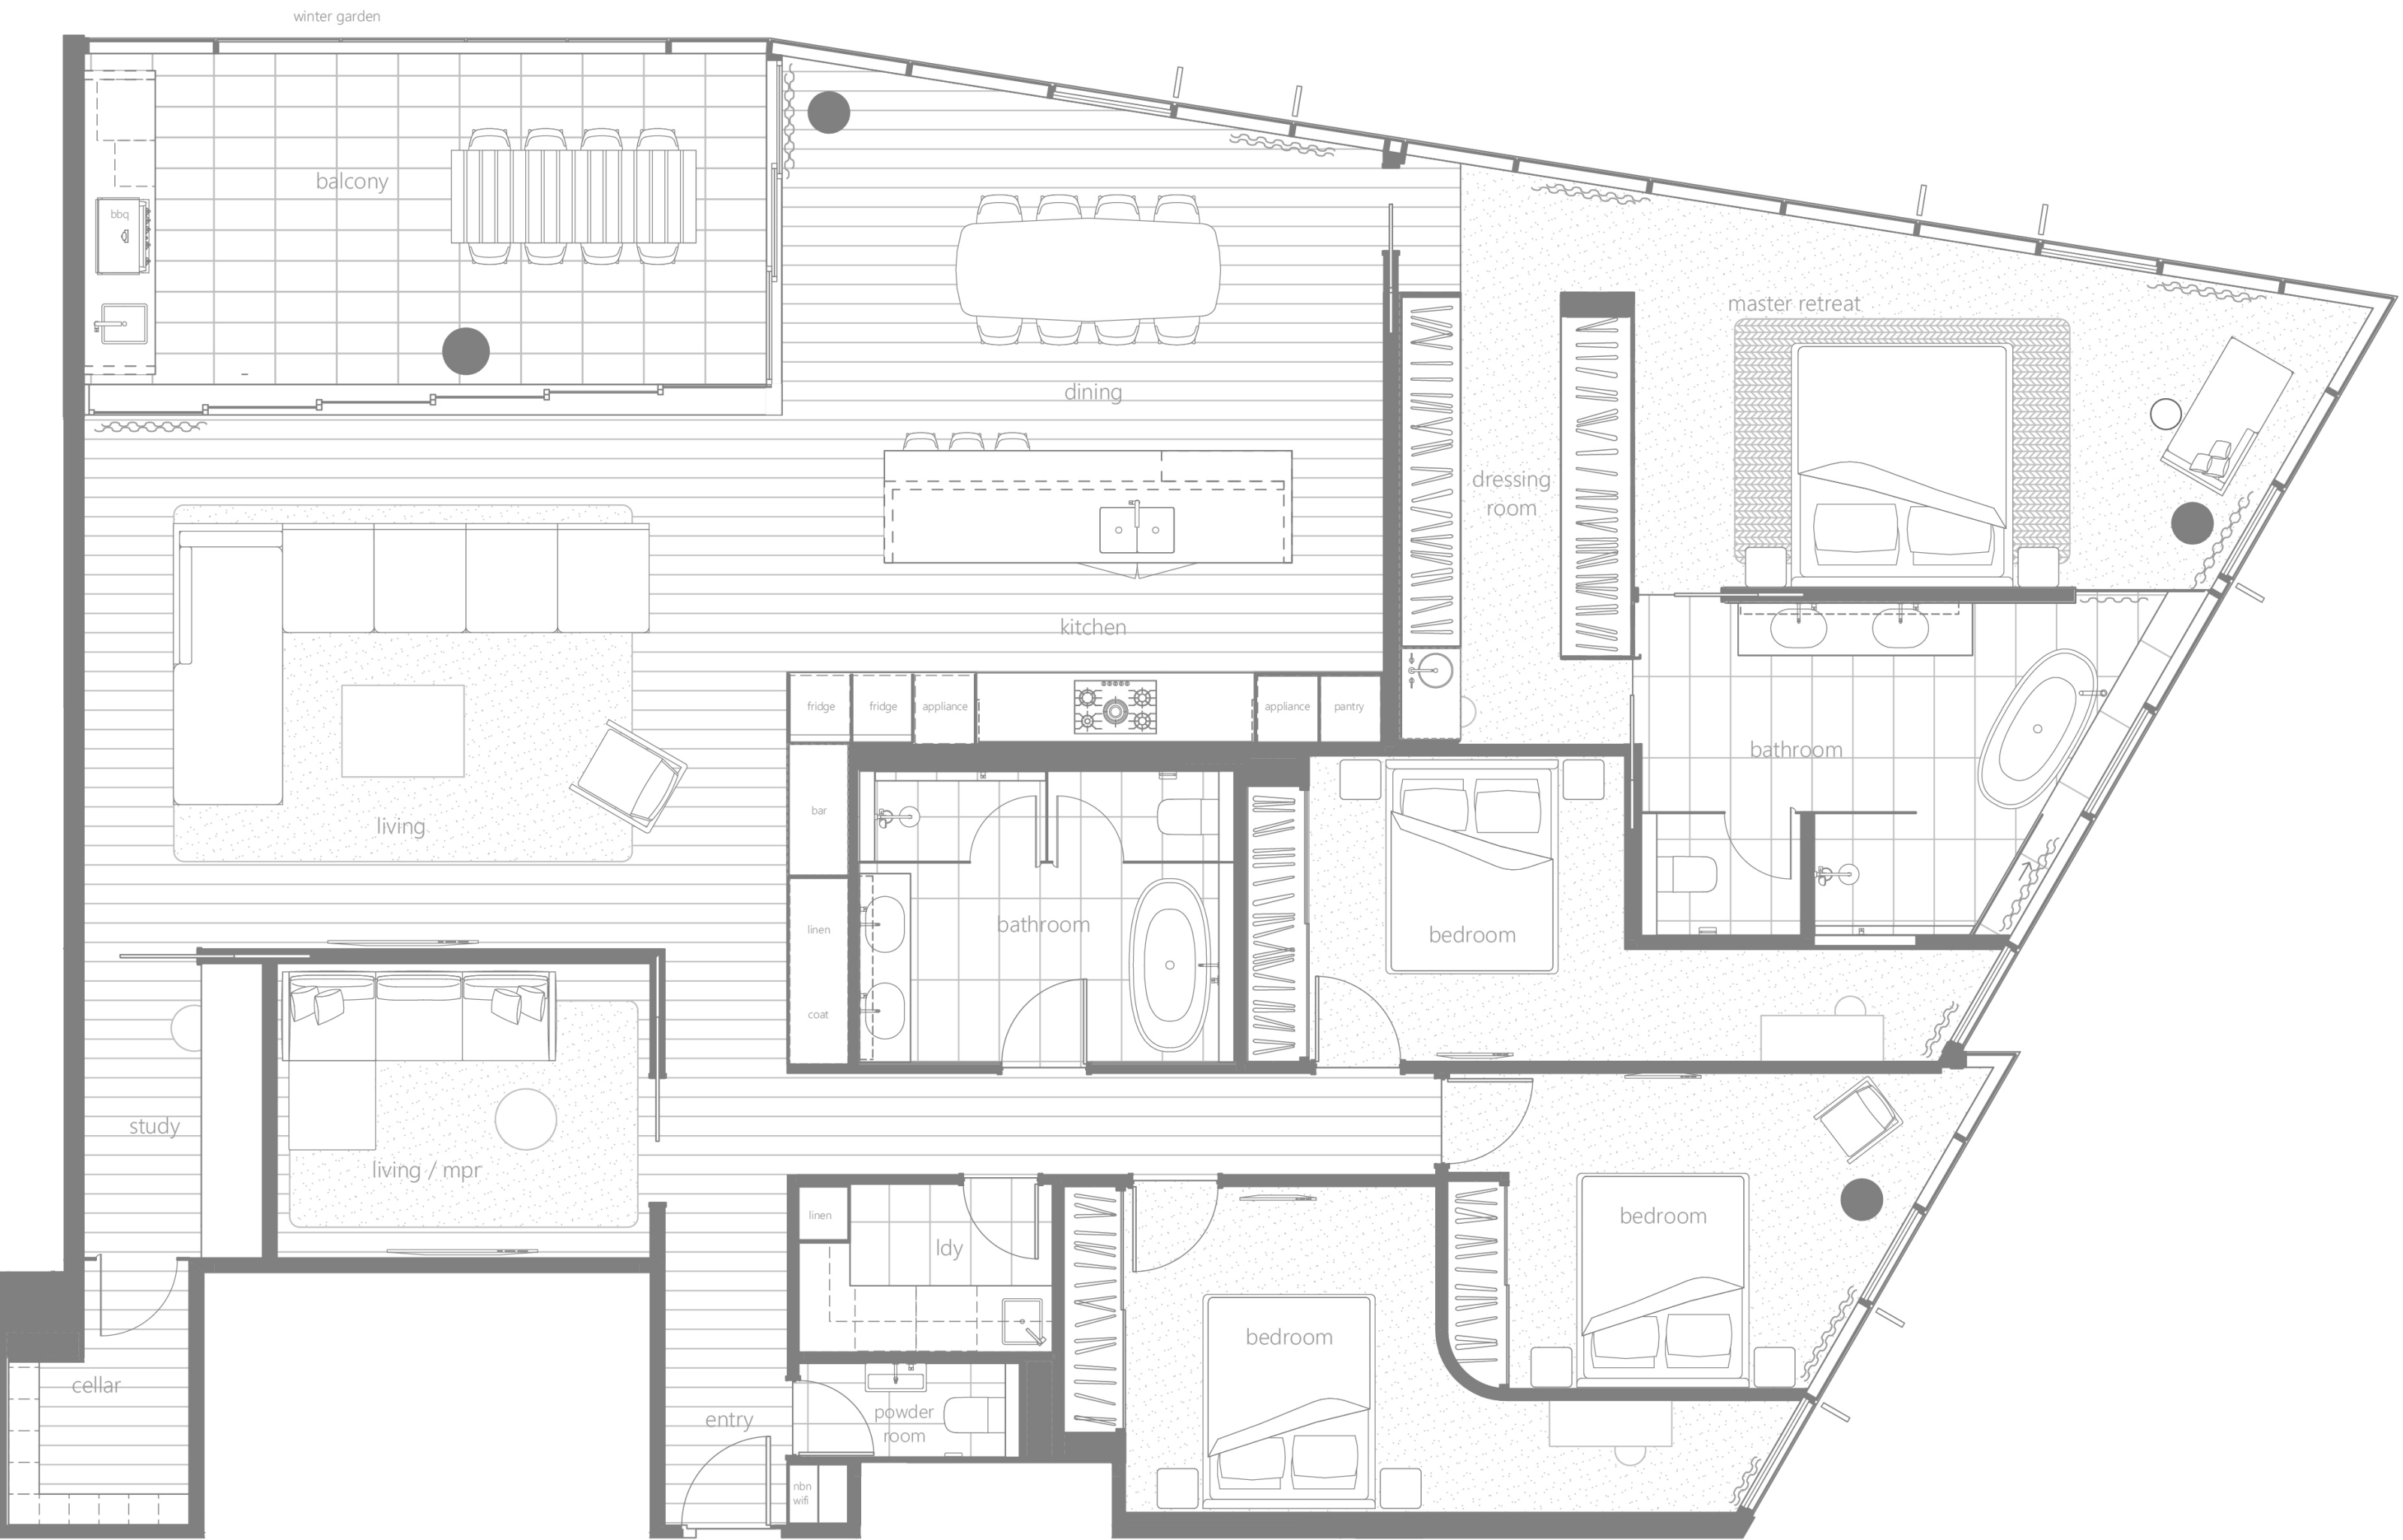 winter garden
balcony
bbq
master retreat
dining
dressing
room
kitchen
fridge
fridge
appliance
appliance
pantry
bathroom
bar
living
linen
bathroom
bedroom
coat
study
living / mpr
linen
ldy
bedroom
bedroom
cellar
entry
powder
room
nbn
wifi